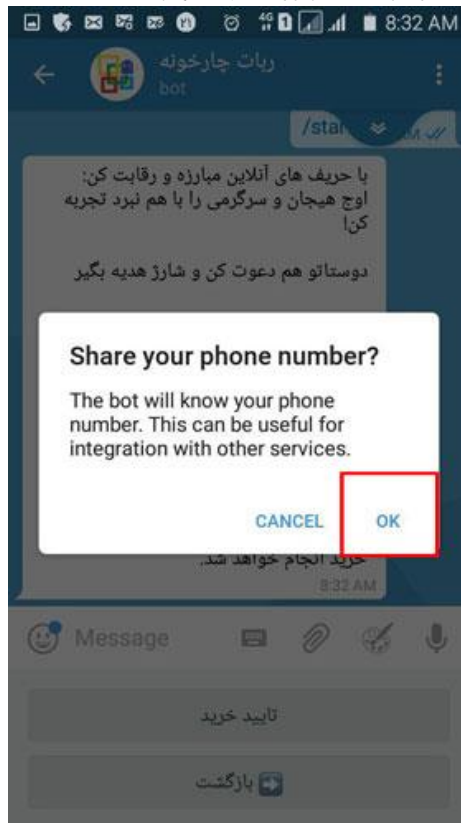 8:32 AM
ربات چارخونه
bot
/star
با حریف های آنلاین مبارزه و رقابت کن:
اوج هیجان و سرگرمی را با هم نبرد تجربه
کن!
دوستاتو هم دعوت کن و شارژ هدیه بگیر
Share your phone number?
The bot will know your phone
number. This can be useful for
integration with other services.
CANCEL
OK
خرید انجام خواهد شد.
8:32 AM
Message
تایید خرید
بازگشت